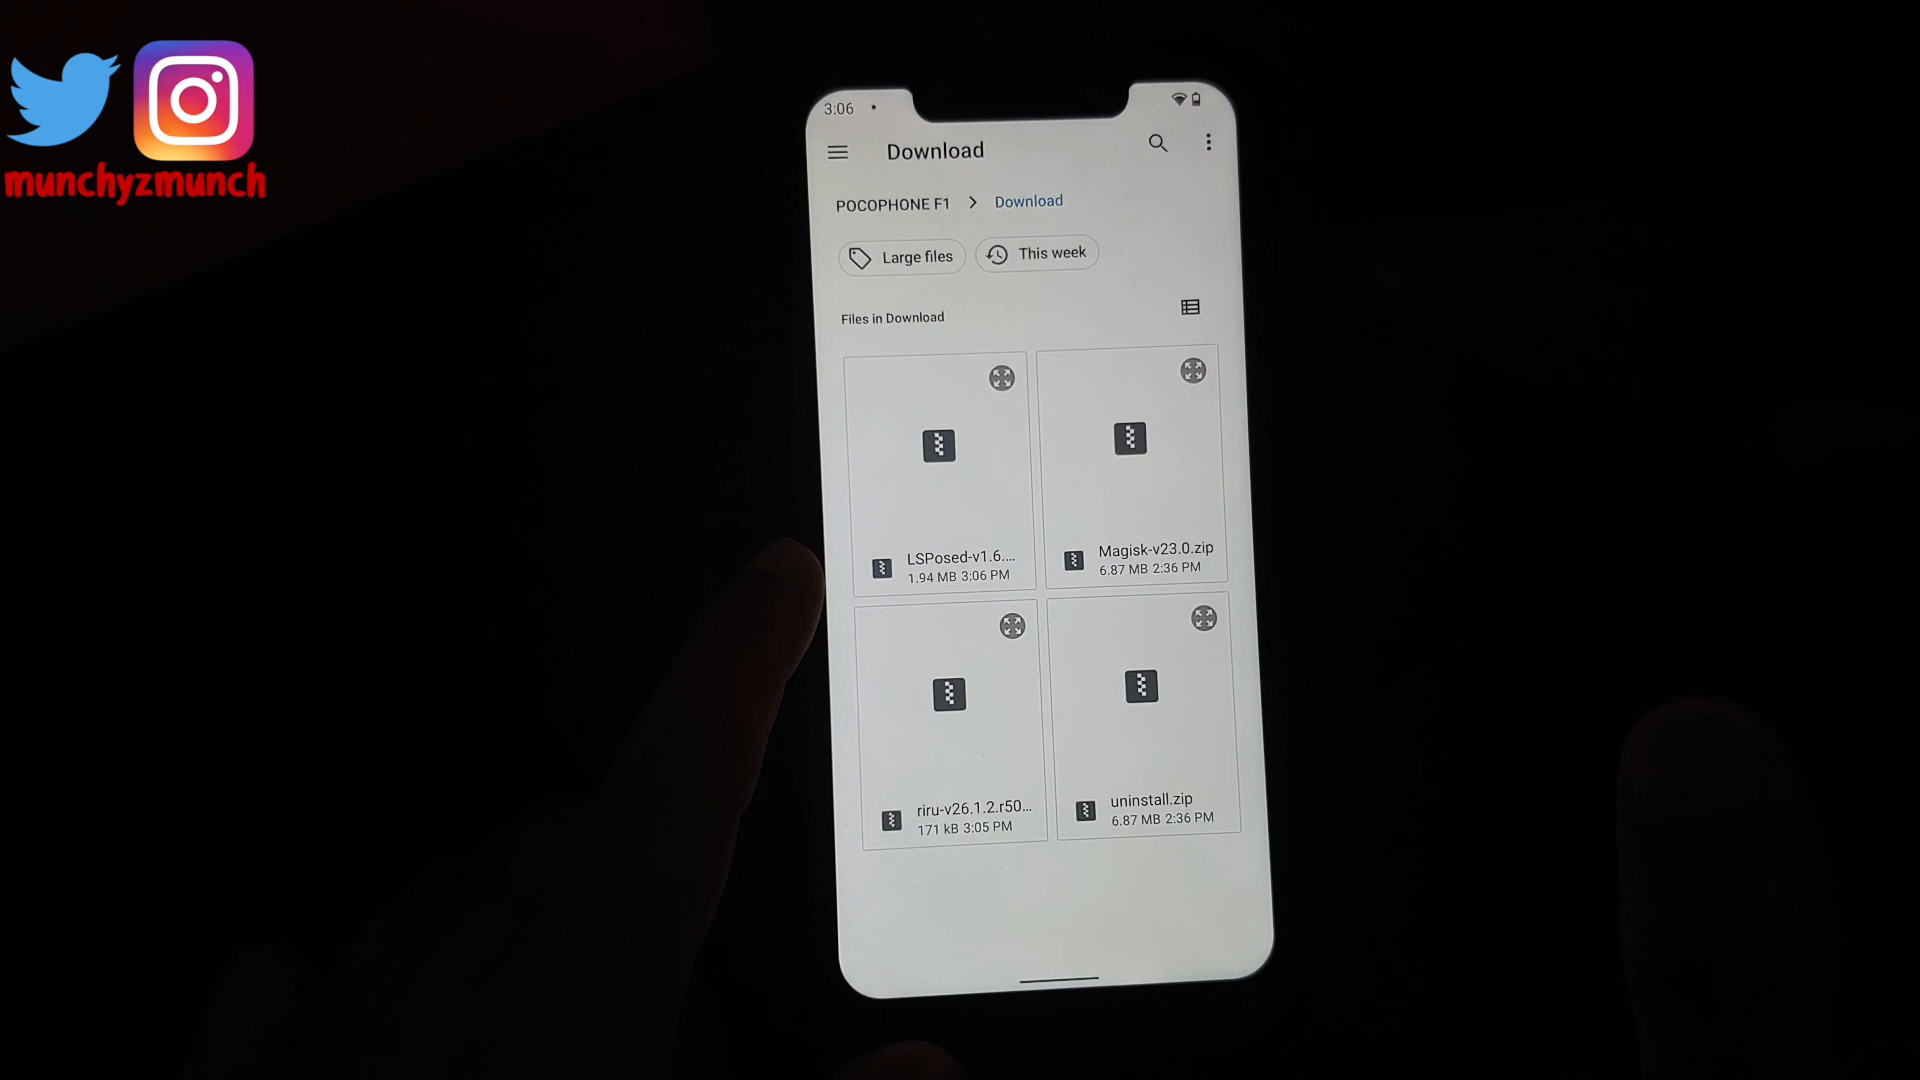 munchyzmunch
3:06
Download
POCOPHONE F1 > Download
Large files
This week
Files in Download
LSPosed-v1.6....
1.94 MB 3:06 PM
Magisk-v23.0.zip
6.87 MB 2:36 PM
riru-v26.1.2.r50...
171 kB 3:05 PM
uninstall.zip
6.87 MB 2:36 PM